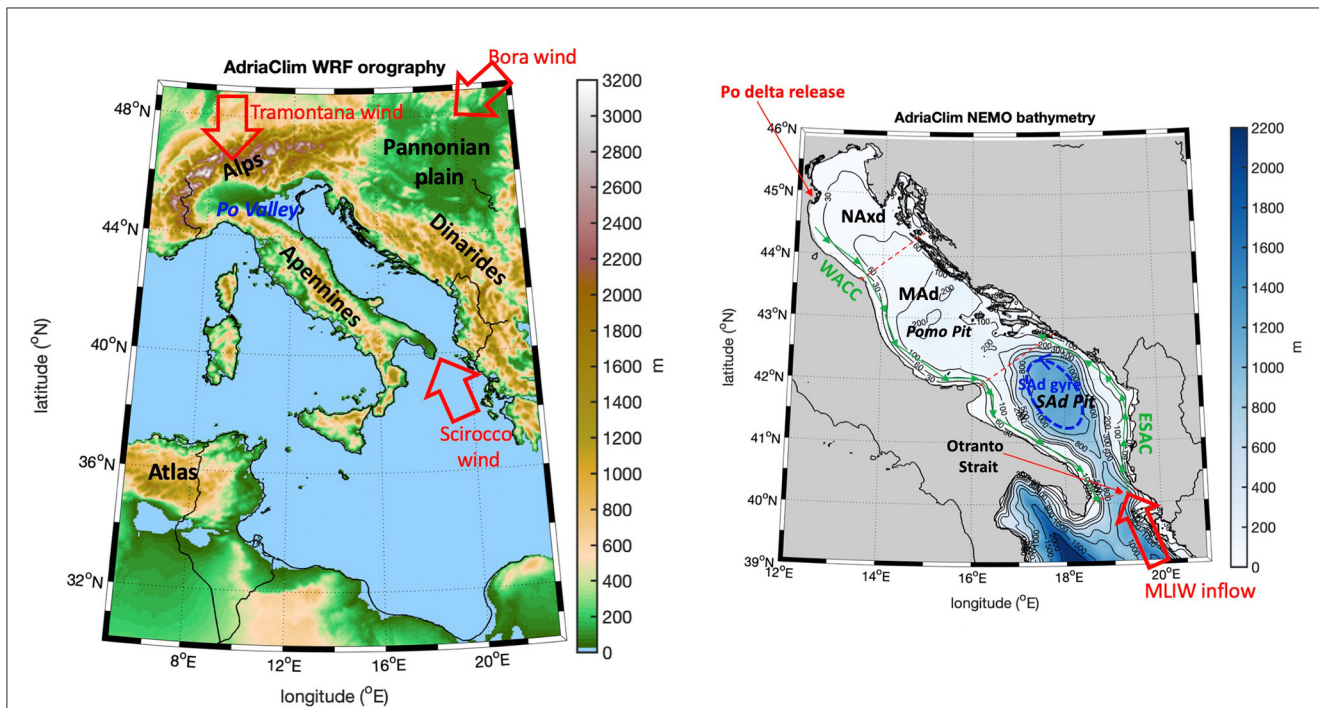 Bora wind
AdriaClim WRF orography
Tramontana wind
Alps
Pannonian
plain
Po Valley
Dinarides
Apennines
Scirocco
wind
Atlas
48°N
44°N
40°N
36°N
32°N
latitude (°N)
8°E
12°E
16°E
20°E
longitude (°E)
3200
3000
2800
2600
2400
2200
2000
1800
1600
1400
1200
1000
800
600
400
200
0
m
Po delta release
AdriaClim NEMO bathymetry
46°N
45°N
44°N
43°N
42°N
41°N
40°N
39°N
latitude (°N)
NAxd
WACC
MAd
Pomo Pit
SAd gyre
SAd Pit
ESAC
Otranto
Strait
MLIW inflow
12°E
14°E
16°E
18°E
20°E
longitude (°E)
2200
2000
1800
1600
1400
1200
1000
800
600
400
200
0
m